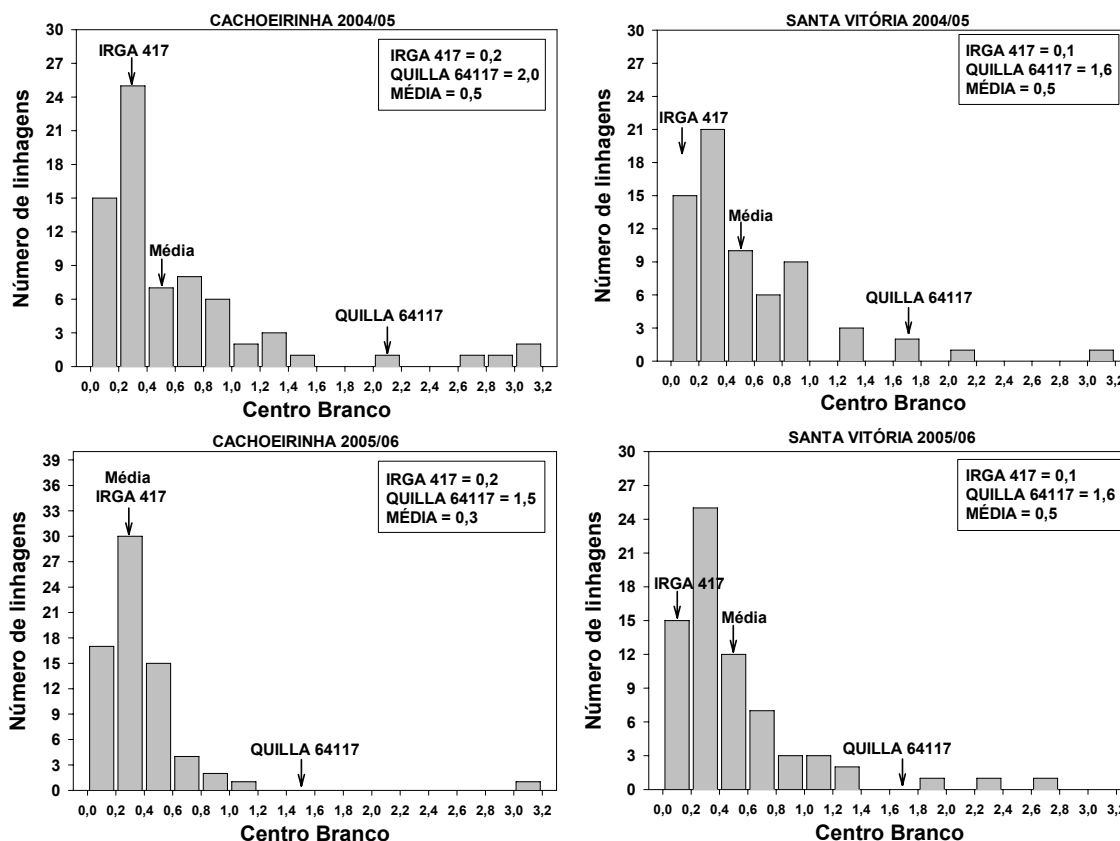 CACHOEIRINHA 2004/05
30
27
24
21
18
15
12
9
6
3
0
Número de linhagens
IRGA 417
Média
QUILLA 64117
IRGA 417 = 0,2
QUILLA 64117 = 2,0
MÉDIA = 0,5
0,0 0,2 0,4 0,6 0,8 1,0 1,2 1,4 1,6 1,8 2,0 2,2 2,4 2,6 2,8 3,0 3,2
Centro Branco
SANTA VITÓRIA 2004/05
30
27
24
21
18
15
12
9
6
3
0
Número de linhagens
IRGA 417
Média
QUILLA 64117
IRGA 417 = 0,1
QUILLA 64117 = 1,6
MÉDIA = 0,5
0,0 0,2 0,4 0,6 0,8 1,0 1,2 1,4 1,6 1,8 2,0 2,2 2,4 2,6 2,8 3,0 3,2
Centro Branco
CACHOEIRINHA 2005/06
39
36
33
30
27
24
21
18
15
12
9
6
3
0
Número de linhagens
Média
IRGA 417
QUILLA 64117
IRGA 417 = 0,2
QUILLA 64117 = 1,5
MÉDIA = 0,3
0,0 0,2 0,4 0,6 0,8 1,0 1,2 1,4 1,6 1,8 2,0 2,2 2,4 2,6 2,8 3,0 3,2
Centro Branco
SANTA VITÓRIA 2005/06
30
27
24
21
18
15
12
9
6
3
0
Número de linhagens
IRGA 417
Média
QUILLA 64117
IRGA 417 = 0,1
QUILLA 64117 = 1,6
MÉDIA = 0,5
0,0 0,2 0,4 0,6 0,8 1,0 1,2 1,4 1,6 1,8 2,0 2,2 2,4 2,6 2,8 3,0 3,2
Centro Branco